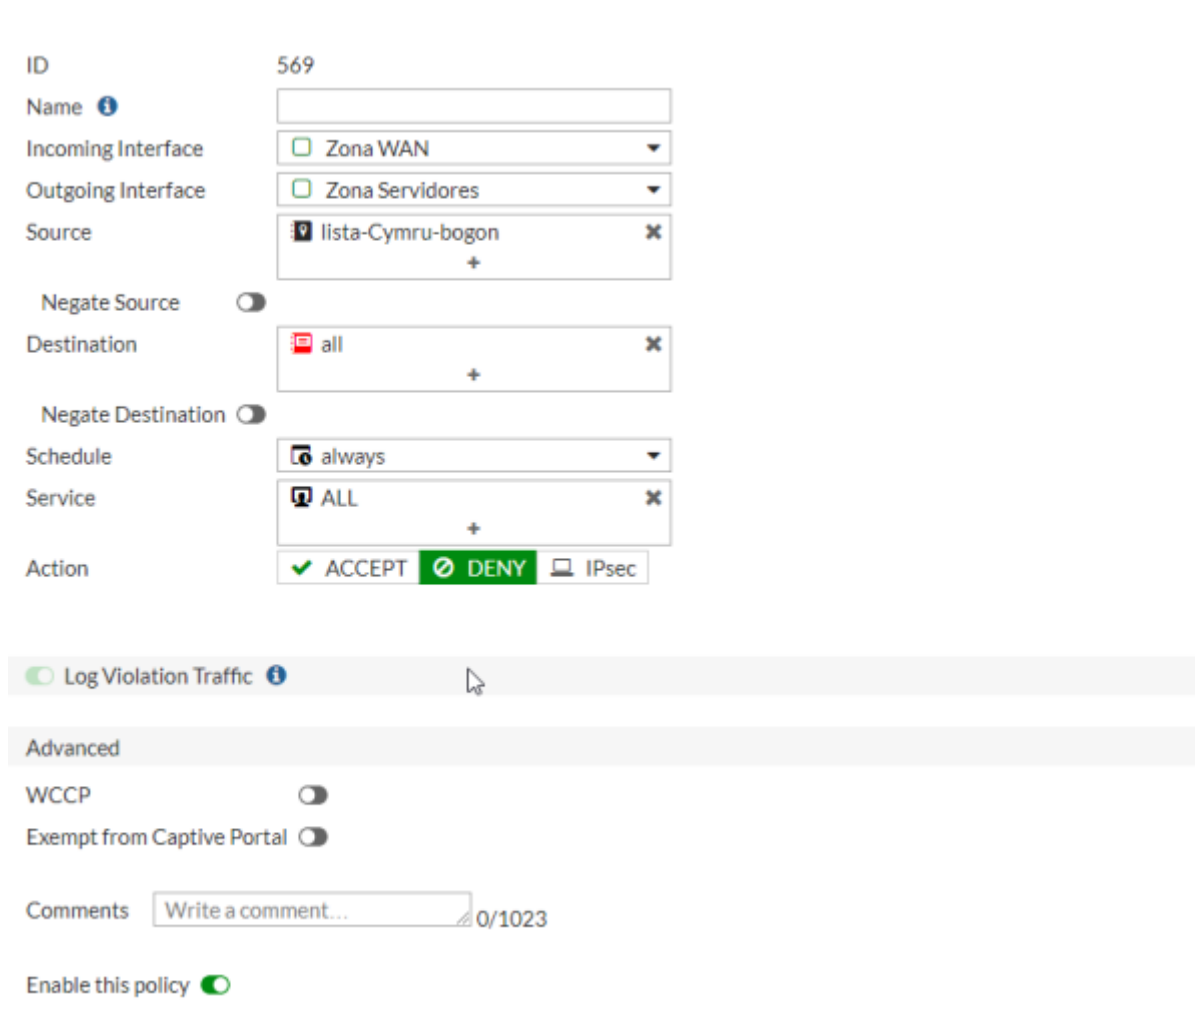 ID 569
Name
Incoming Interface Zona WAN
Outgoing Interface Zona Servidores
Source lista-Cymru-bogon
+
Negate Source
Destination all
+
Negate Destination
Schedule always
Service ALL
+
Action ACCEPT DENY IPsec
Log Violation Traffic
Advanced
WCCP
Exempt from Captive Portal
Comments Write a comment... 0/1023
Enable this policy